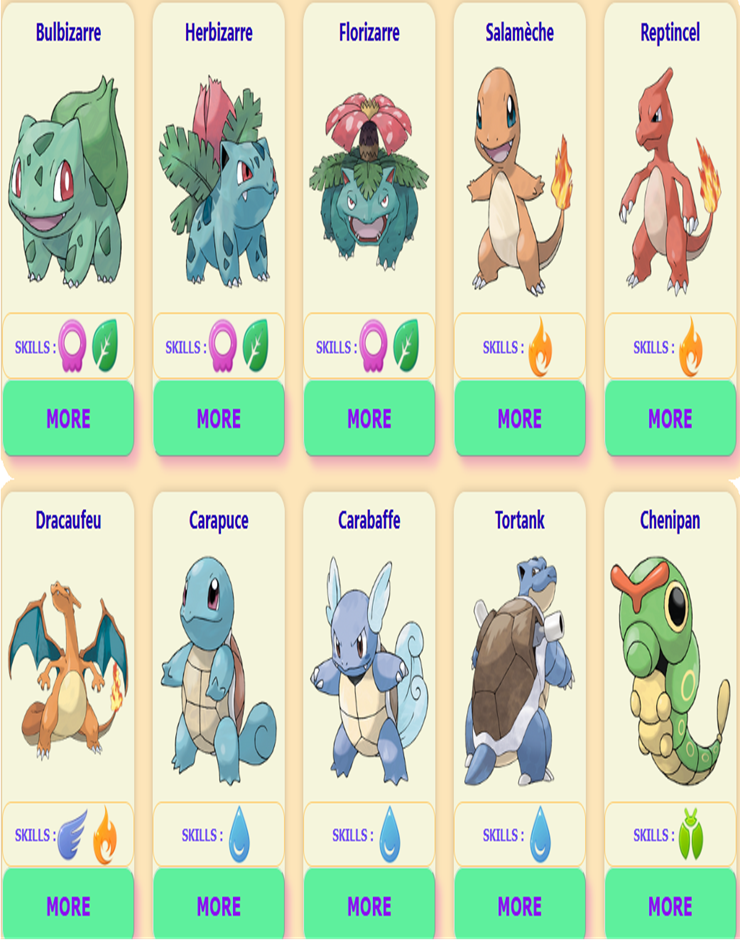 Bulbizarre
Herbizarre
Florizarre
Salamèche
Reptincel
SKILLS :
SKILLS :
SKILLS :
SKILLS :
SKILLS :
MORE
MORE
MORE
MORE
MORE
Dracaufeu
Carapuce
Carabaffe
Tortank
Chenipan
SKILLS :
SKILLS :
SKILLS :
SKILLS :
SKILLS :
MORE
MORE
MORE
MORE
MORE